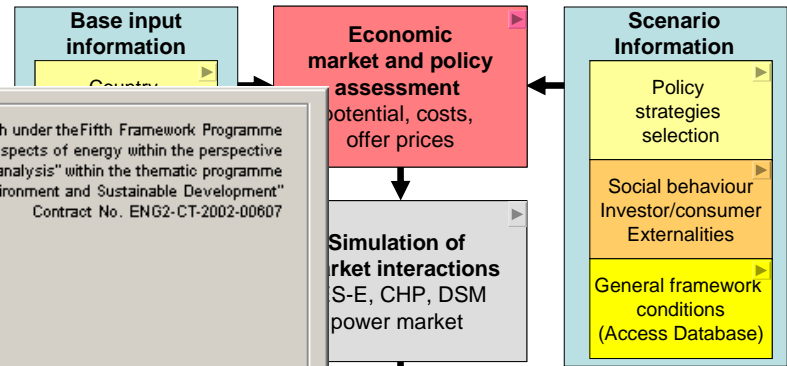 Base input
information
Country
Economic
market and policy
assessment
potential, costs,
offer prices
Scenario
Information
Policy
strategies
selection
Social behaviour
Investor/consumer
Externalities
General framework
conditions
(Access Database)
h under theFifth Framework Programme
spects of energy within the perspective
analysis" within the thematic programme
ironment and Sustainable Development"
Contract No. ENG2-CT-2002-00607
Simulation of
rket interactions
ES-E, CHP, DSM
power market